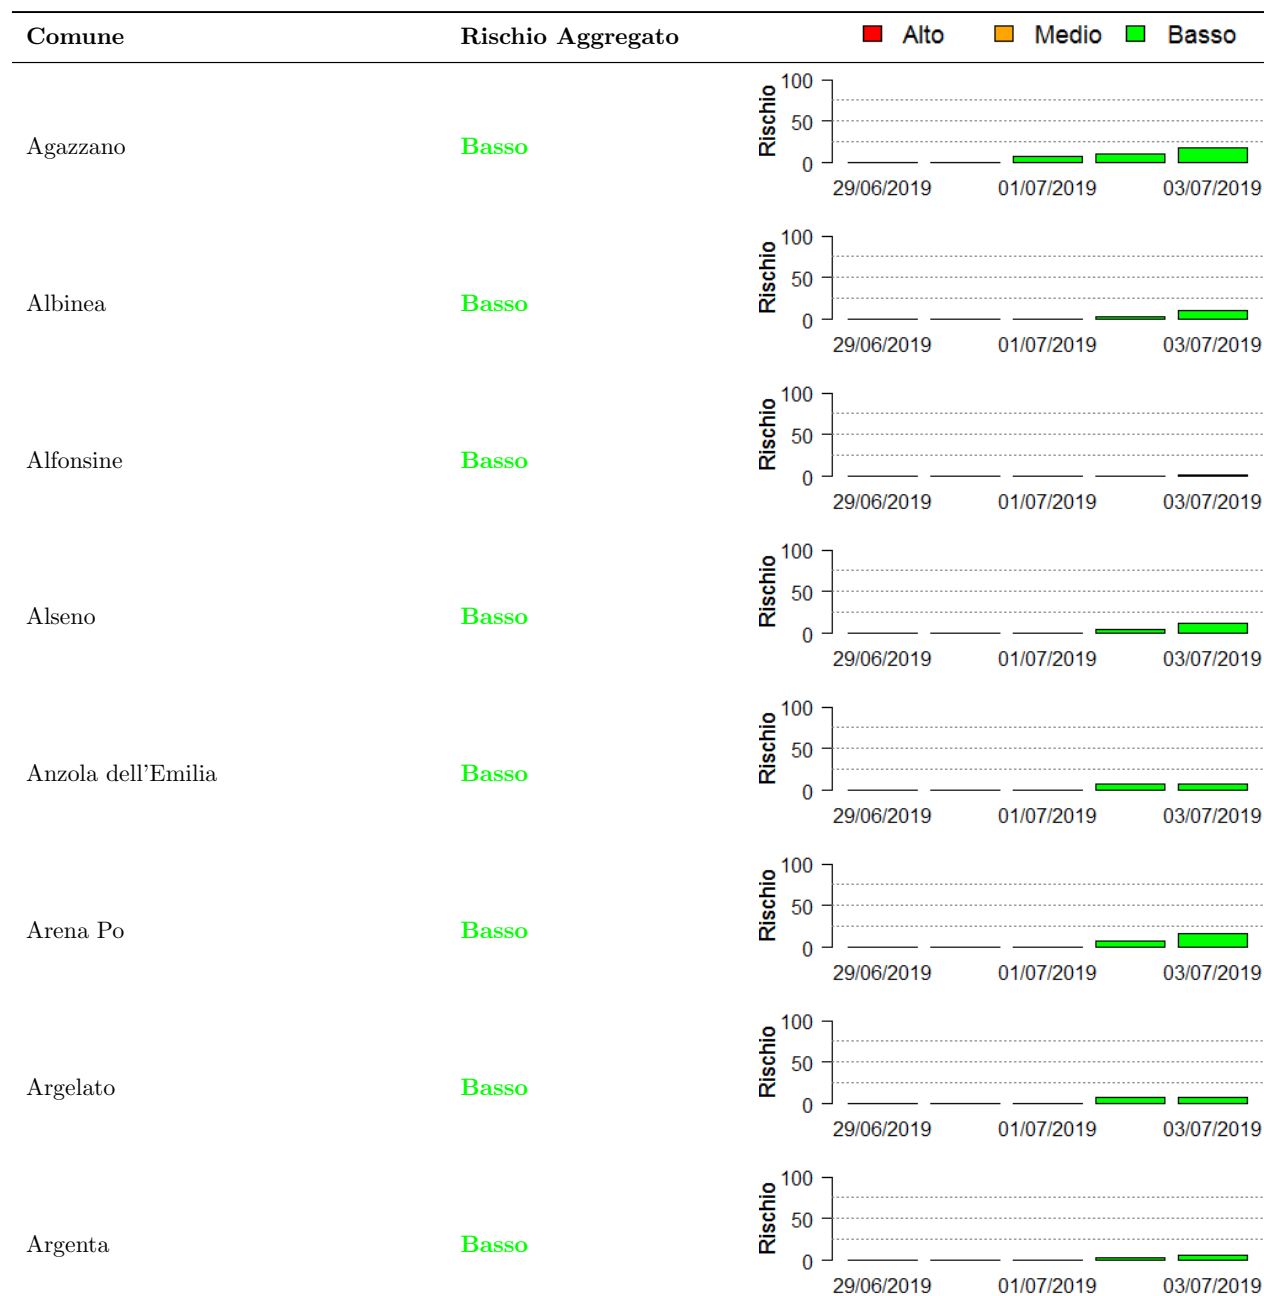 Comune Rischio Aggregato Alto Medio Basso
Rischio
100
50
0
Agazzano Basso
29/06/2019 01/07/2019 03/07/2019
Rischio
100
50
0
Albinea Basso
29/06/2019 01/07/2019 03/07/2019
Rischio
100
50
0
Alfonsine Basso
29/06/2019 01/07/2019 03/07/2019
Rischio
100
50
0
Alseno Basso
29/06/2019 01/07/2019 03/07/2019
Rischio
100
50
0
Anzola dell'Emilia Basso
29/06/2019 01/07/2019 03/07/2019
Rischio
100
50
0
Arena Po Basso
29/06/2019 01/07/2019 03/07/2019
Rischio
100
50
0
Argelato Basso
29/06/2019 01/07/2019 03/07/2019
Rischio
100
50
0
Argenta Basso
29/06/2019 01/07/2019 03/07/2019